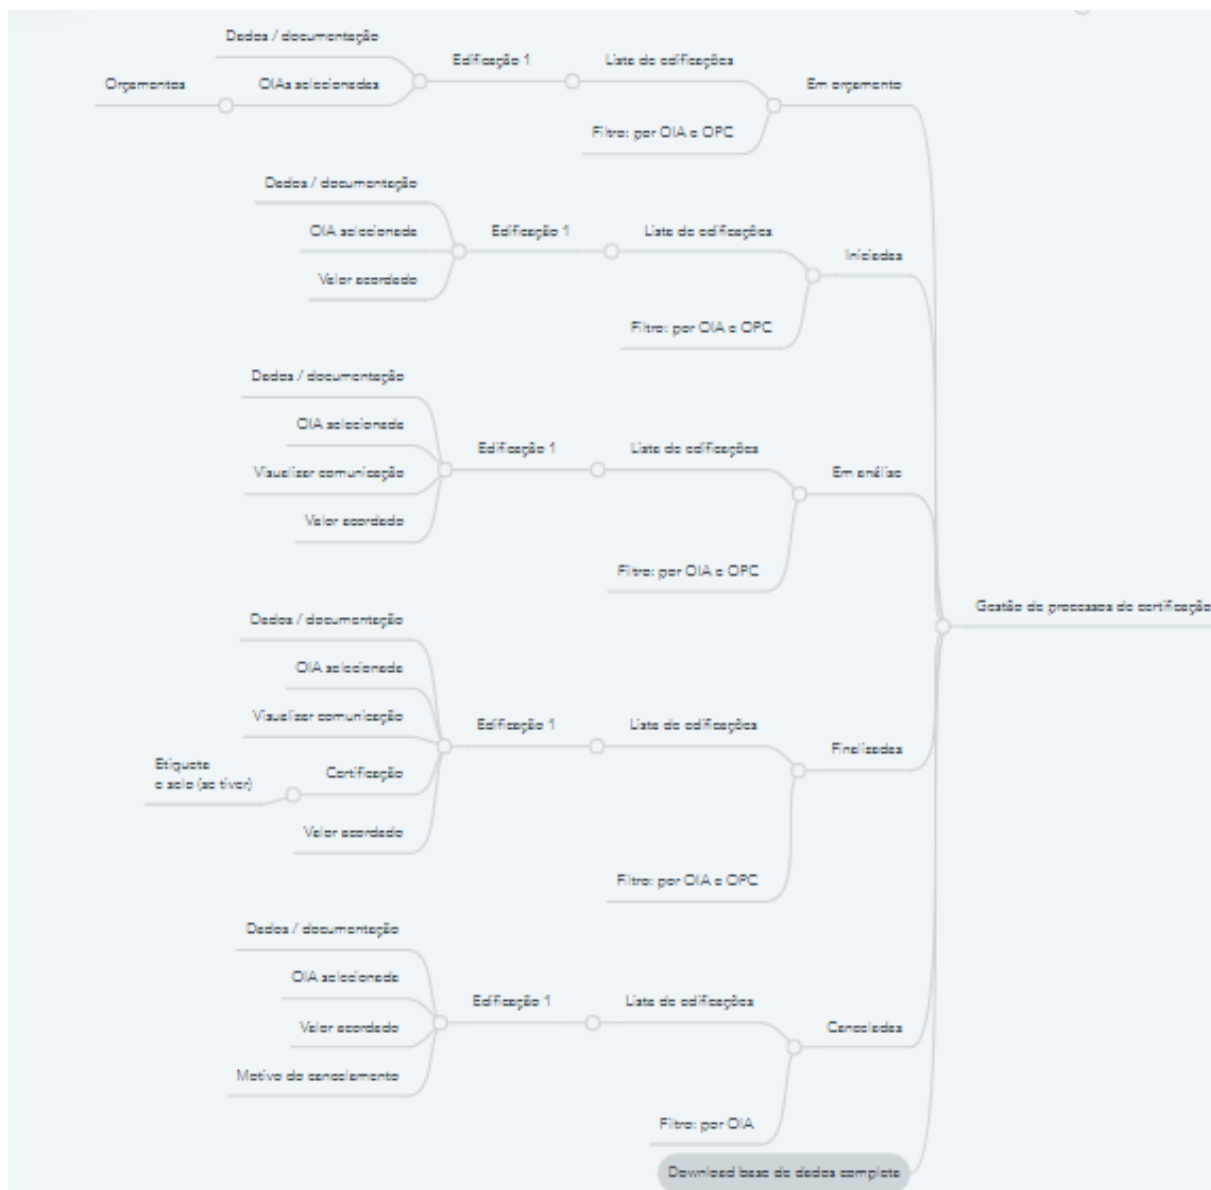 Dados / documentação
Edificação 1
Lista de edificações
Orçamentos
OIAs selecionadas
Em orçamento
Filtro: por OIA e OPC
Dados / documentação
OIA selecionada
Edificação 1
Lista de edificações
Iniciadas
Valor acordado
Filtro: por OIA e OPC
Dados / documentação
OIA selecionada
Edificação 1
Lista de edificações
Em análise
Visualizar comunicação
Valor acordado
Filtro: por OIA e OPC
Gestão de processos de certificação
Dados / documentação
OIA selecionada
Visualizar comunicação
Edificação 1
Lista de edificações
Finalizadas
Etiqueta
e selo (se tiver)
Certificação
Valor acordado
Filtro: por OIA e OPC
Dados / documentação
OIA selecionada
Edificação 1
Lista de edificações
Canceladas
Valor acordado
Motivo do cancelamento
Filtro: por OIA
Download base de dados completa